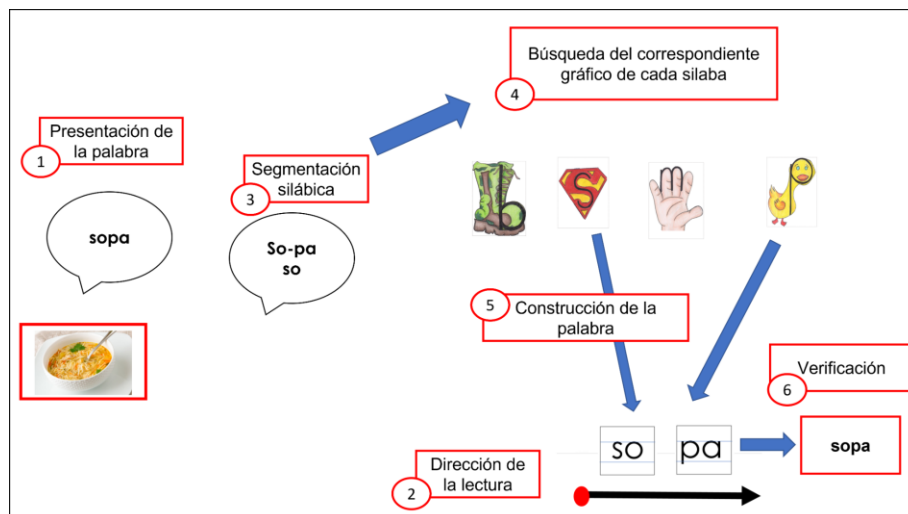 Búsqueda del correspondiente
gráfico de cada silaba
4
Presentación de
la palabra
1
Segmentación
silábica
3
sopa
So-pa
so
b
S
m
p
5
Construcción de la
palabra
Verificación
6
so
pa
sopa
Dirección de
la lectura
2